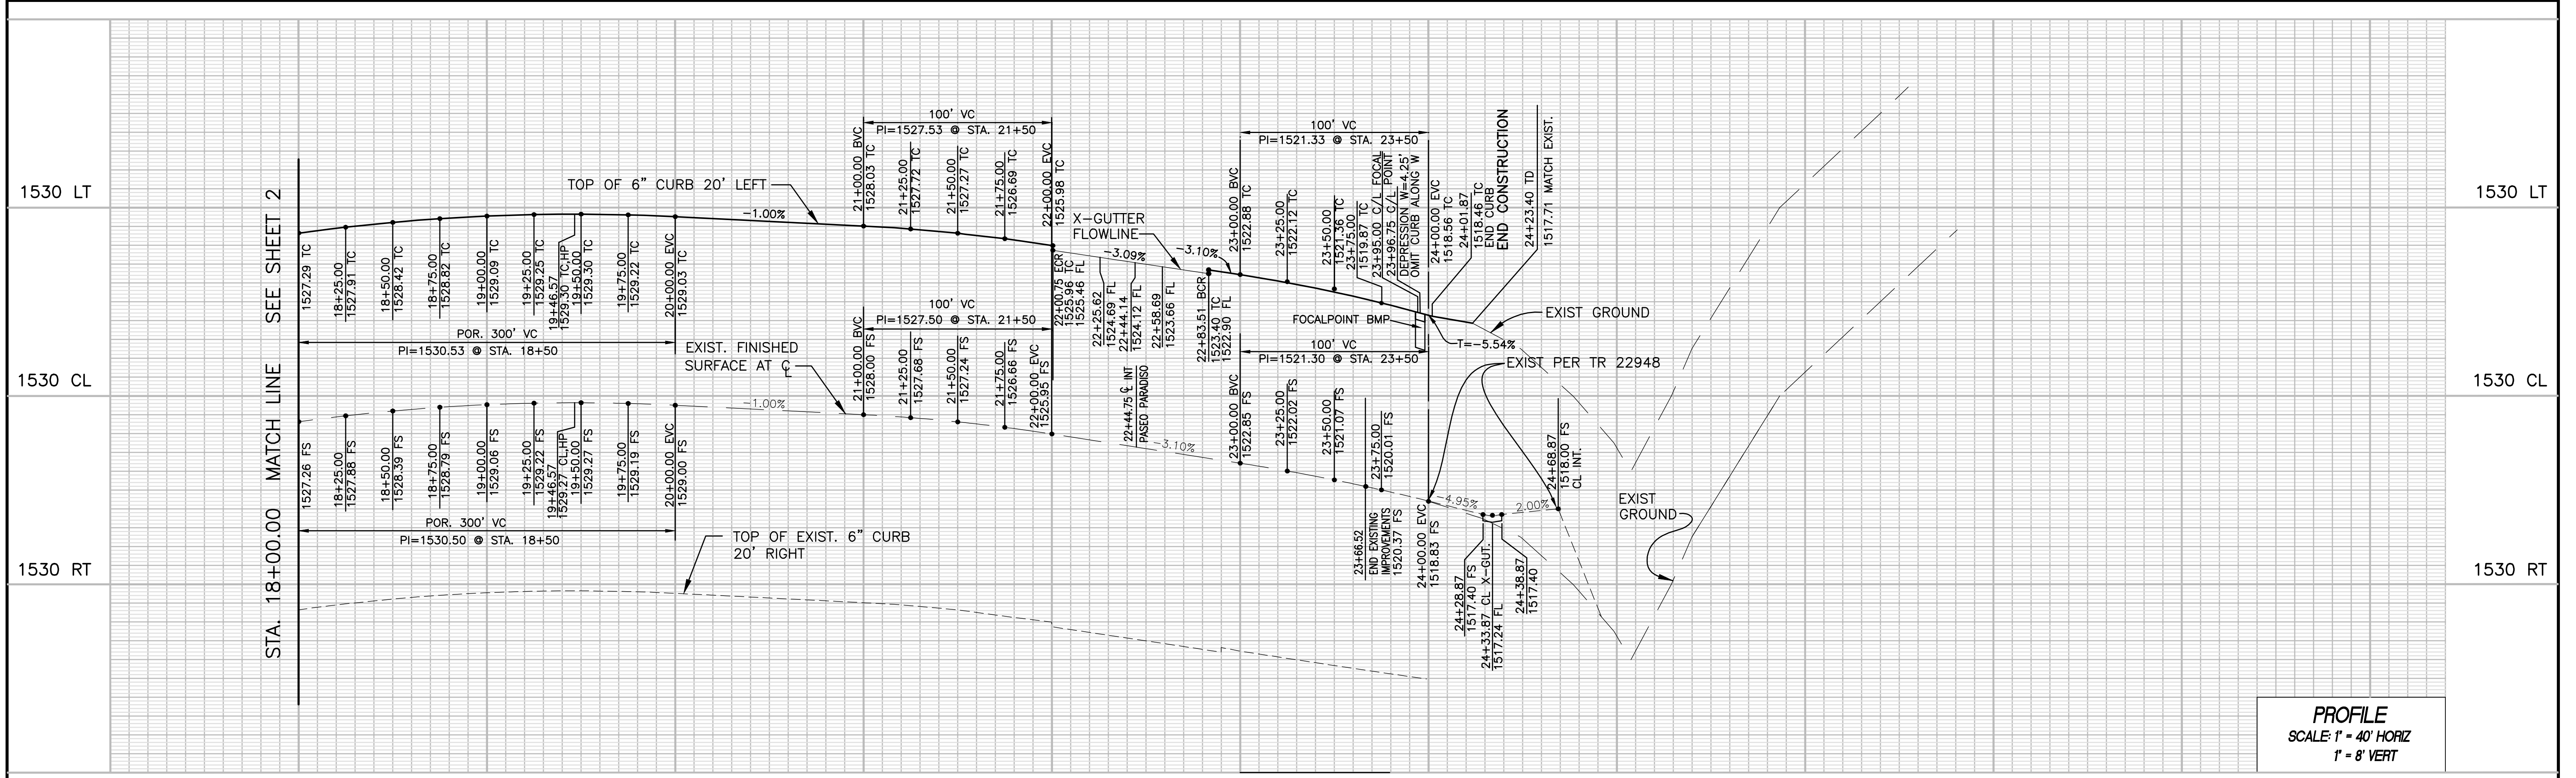 1530 LT
1530 CL
1530 RT
STA. 18+00.00 MATCH LINE SEE SHEET 2
TOP OF 6" CURB 20' LEFT
-1.00%
1527.29 TC
18+25.00
1527.91 TC
18+50.00
1528.42 TC
18+75.00
1528.82 TC
19+00.00
1529.09 TC
19+25.00
1529.25 TC
19+46.57
1529.30 TC,HP
19+50.00
1529.30 TC
19+75.00
1529.22 TC
20+00.00 EVC
1529.03 TC
POR. 300' VC
PI=1530.53 @ STA. 18+50
100' VC
PI=1527.53 @ STA. 21+50
21+00.00 BVC
1528.03 TC
21+25.00
1527.72 TC
21+50.00
1527.27 TC
21+75.00
1526.69 TC
22+00.00 EVC
1525.98 TC
22+00.75 ECR
1525.96 TC
1525.46 FL
X-GUTTER
FLOWLINE
-3.09%
22+25.62
1524.69 FL
22+44.14
1524.12 FL
22+58.69
1523.66 FL
22+83.51 BCR
1523.40 TC
1522.90 FL
-3.10%
100' VC
PI=1521.33 @ STA. 23+50
23+00.00 BVC
1522.88 TC
23+25.00
1522.12 TC
23+50.00
1521.36 TC
23+75.00
1519.87 TC
23+95.00 C/L FOCAL
23+96.75 C/L POINT
DEPRESSION W=4.25'
OMIT CURB ALONG W
24+00.00 EVC
1518.56 TC
24+01.87
1518.46 TC
END CURB
END CONSTRUCTION
24+23.40 TD
1517.71 MATCH EXIST.
FOCALPOINT BMP
T=-5.54%
EXIST GROUND
EXIST PER TR 22948
EXIST. FINISHED
SURFACE AT ℄
-1.00%
1527.26 FS
18+25.00
1527.88 FS
18+50.00
1528.39 FS
18+75.00
1528.79 FS
19+00.00
1529.06 FS
19+25.00
1529.22 FS
19+46.57
1529.27 CL,HP
19+50.00
1529.27 FS
19+75.00
1529.19 FS
20+00.00 EVC
1529.00 FS
POR. 300' VC
PI=1530.50 @ STA. 18+50
100' VC
PI=1527.50 @ STA. 21+50
21+00.00 BVC
1528.00 FS
21+25.00
1527.68 FS
21+50.00
1527.24 FS
21+75.00
1526.66 FS
22+00.00 EVC
1525.95 FS
22+44.75 ℄ INT
PASEO PARADISO
-3.10%
100' VC
PI=1521.30 @ STA. 23+50
23+00.00 BVC
1522.85 FS
23+25.00
1522.02 FS
23+50.00
1521.07 FS
23+66.52
END EXISTING
IMPROVEMENTS
1520.37 FS
23+75.00
1520.01 FS
24+00.00 EVC
1518.83 FS
-4.95%
24+28.87
1517.40 FS
24+33.87 CL X-GUT.
1517.24 FL
24+38.87
1517.40
2.00%
24+68.87
1518.00 FS
CL INT.
EXIST
GROUND
TOP OF EXIST. 6" CURB
20' RIGHT
1530 LT
1530 CL
1530 RT
PROFILE
SCALE: 1" = 40' HORIZ
1" = 8' VERT